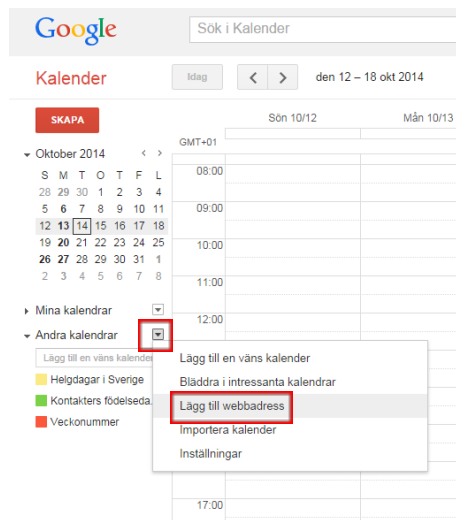 Google
Sök i Kalender
Kalender
Idag
den 12 – 18 okt 2014
SKAPA
Sön 10/12
Mån 10/13
GMT+01
Oktober 2014
S M T O T F L
28 29 30 1 2 3 4
5 6 7 8 9 10 11
12 13 14 15 16 17 18
19 20 21 22 23 24 25
26 27 28 29 30 31 1
2 3 4 5 6 7 8
08:00
09:00
10:00
11:00
12:00
Mina kalendrar
Andra kalendrar
Lägg till en väns kalender
Helgdagar i Sverige
Kontakters födelseda
Veckonummer
Lägg till en väns kalender
Bläddra i intressanta kalendrar
Lägg till webbadress
Importera kalender
Inställningar
17:00